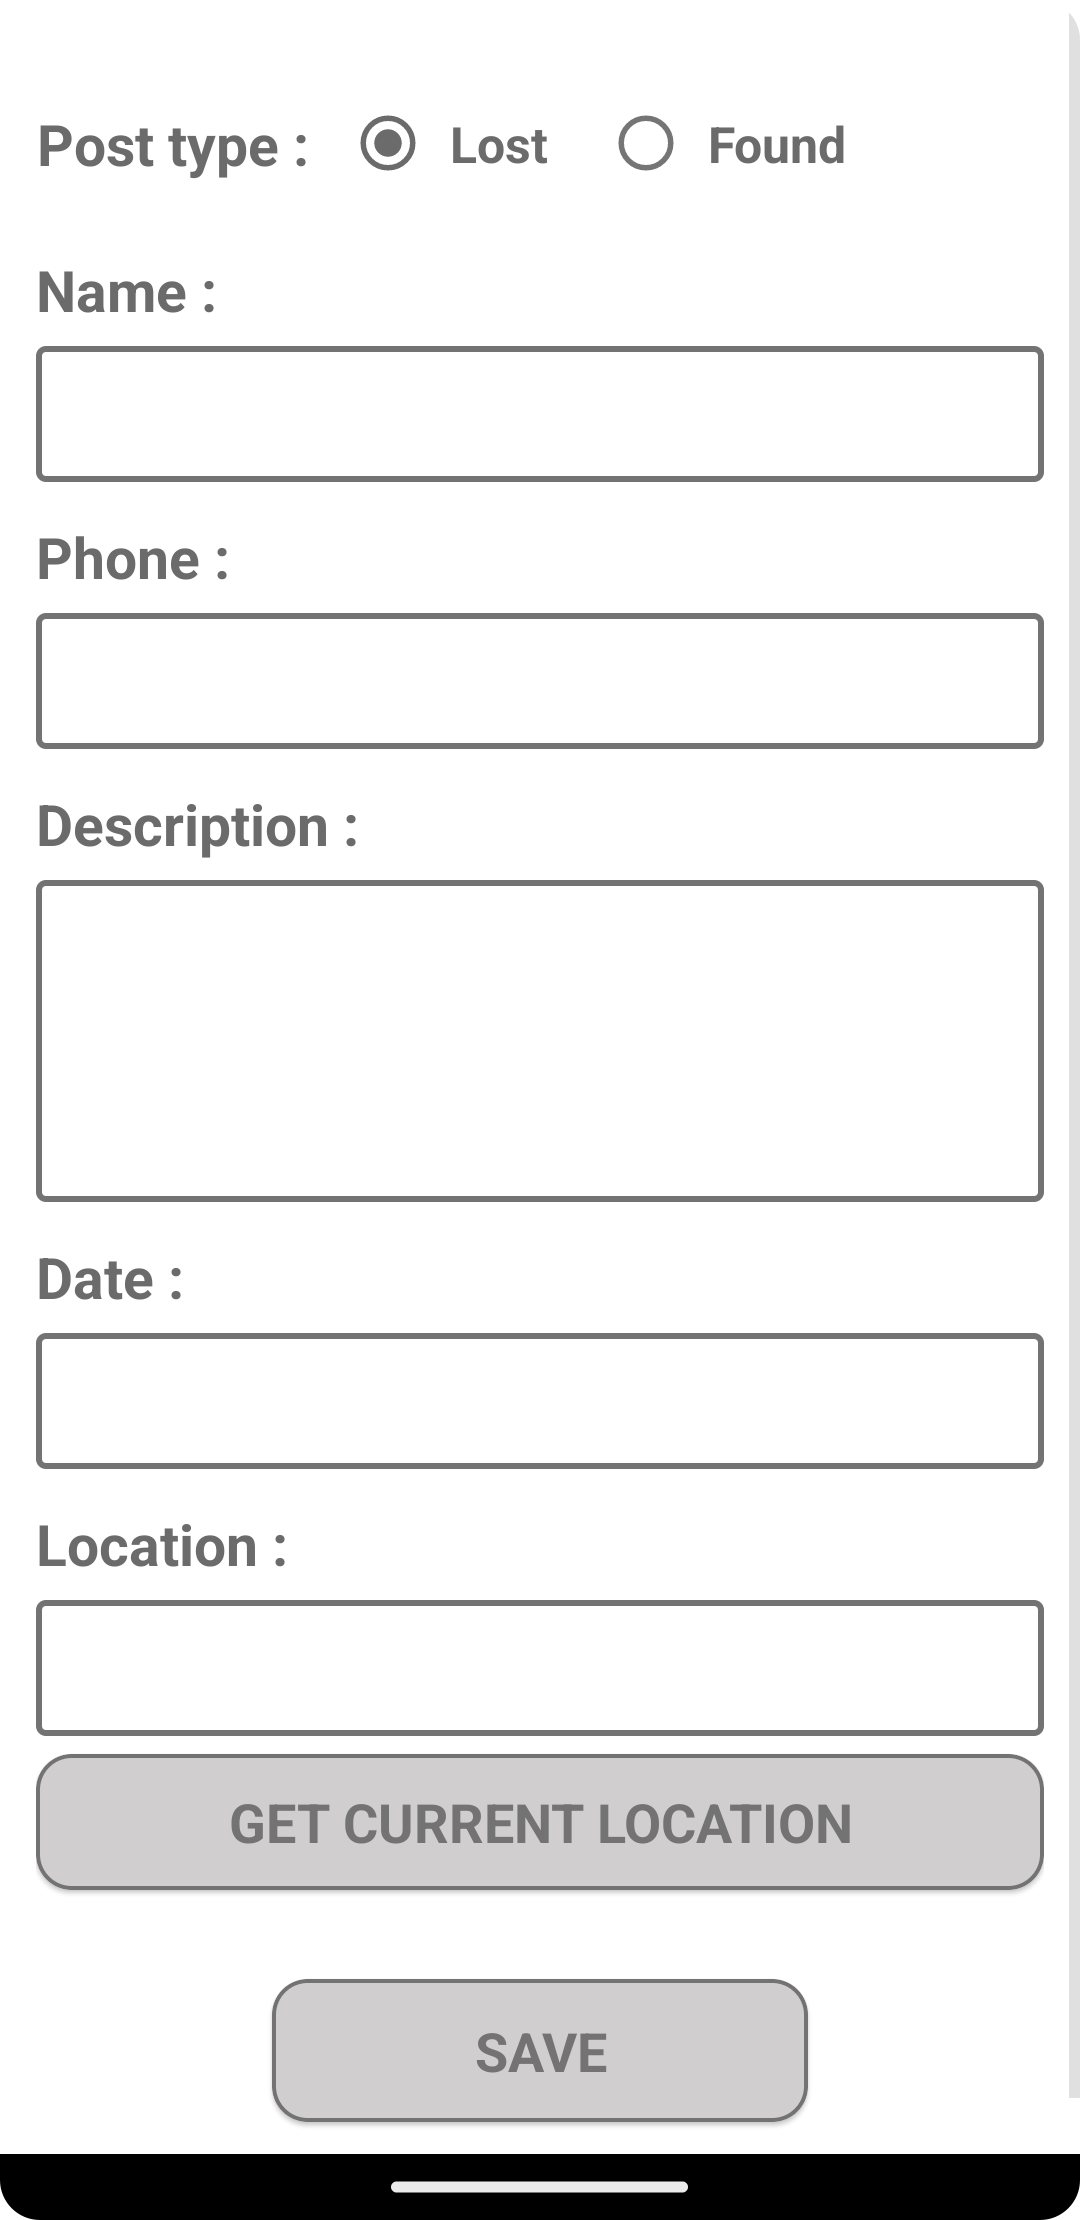 Post type : Lost Found
Name :
Phone :
Description :
Date :
Location :
GET CURRENT LOCATION
SAVE